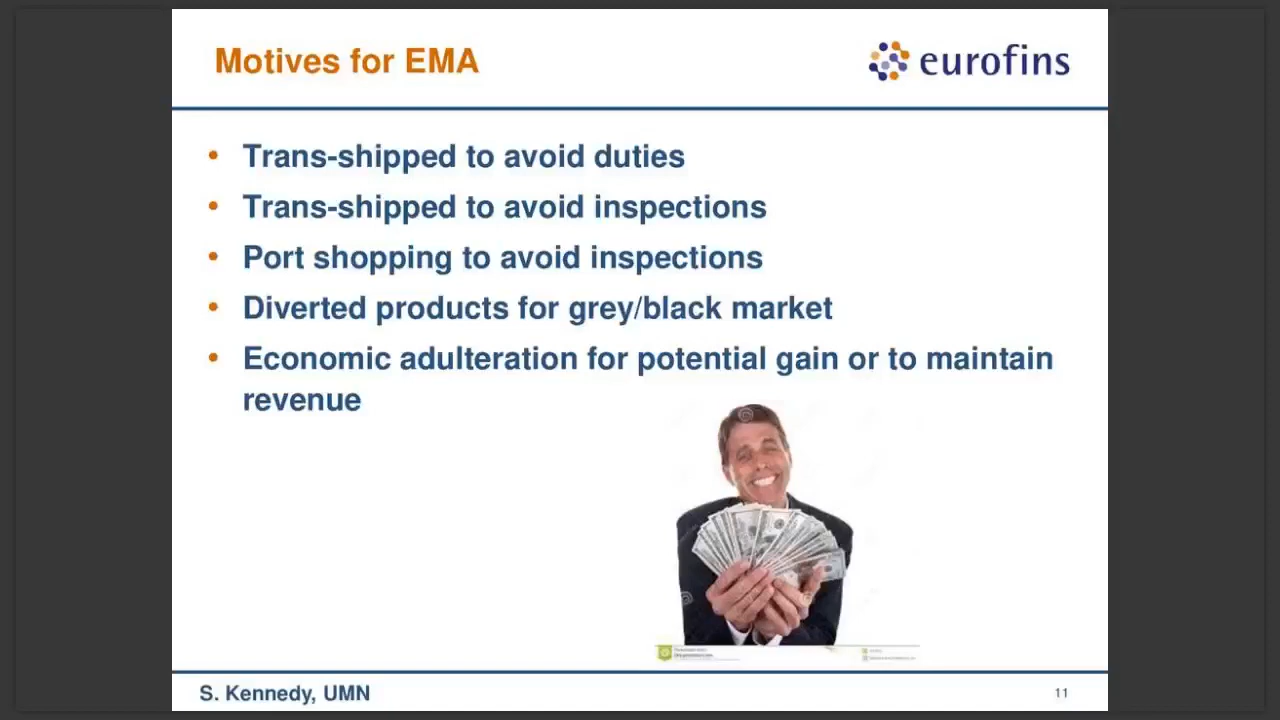 Motives for EMA
eurofins
• Trans-shipped to avoid duties
• Trans-shipped to avoid inspections
• Port shopping to avoid inspections
• Diverted products for grey/black market
• Economic adulteration for potential gain or to maintain
revenue
S. Kennedy, UMN
11